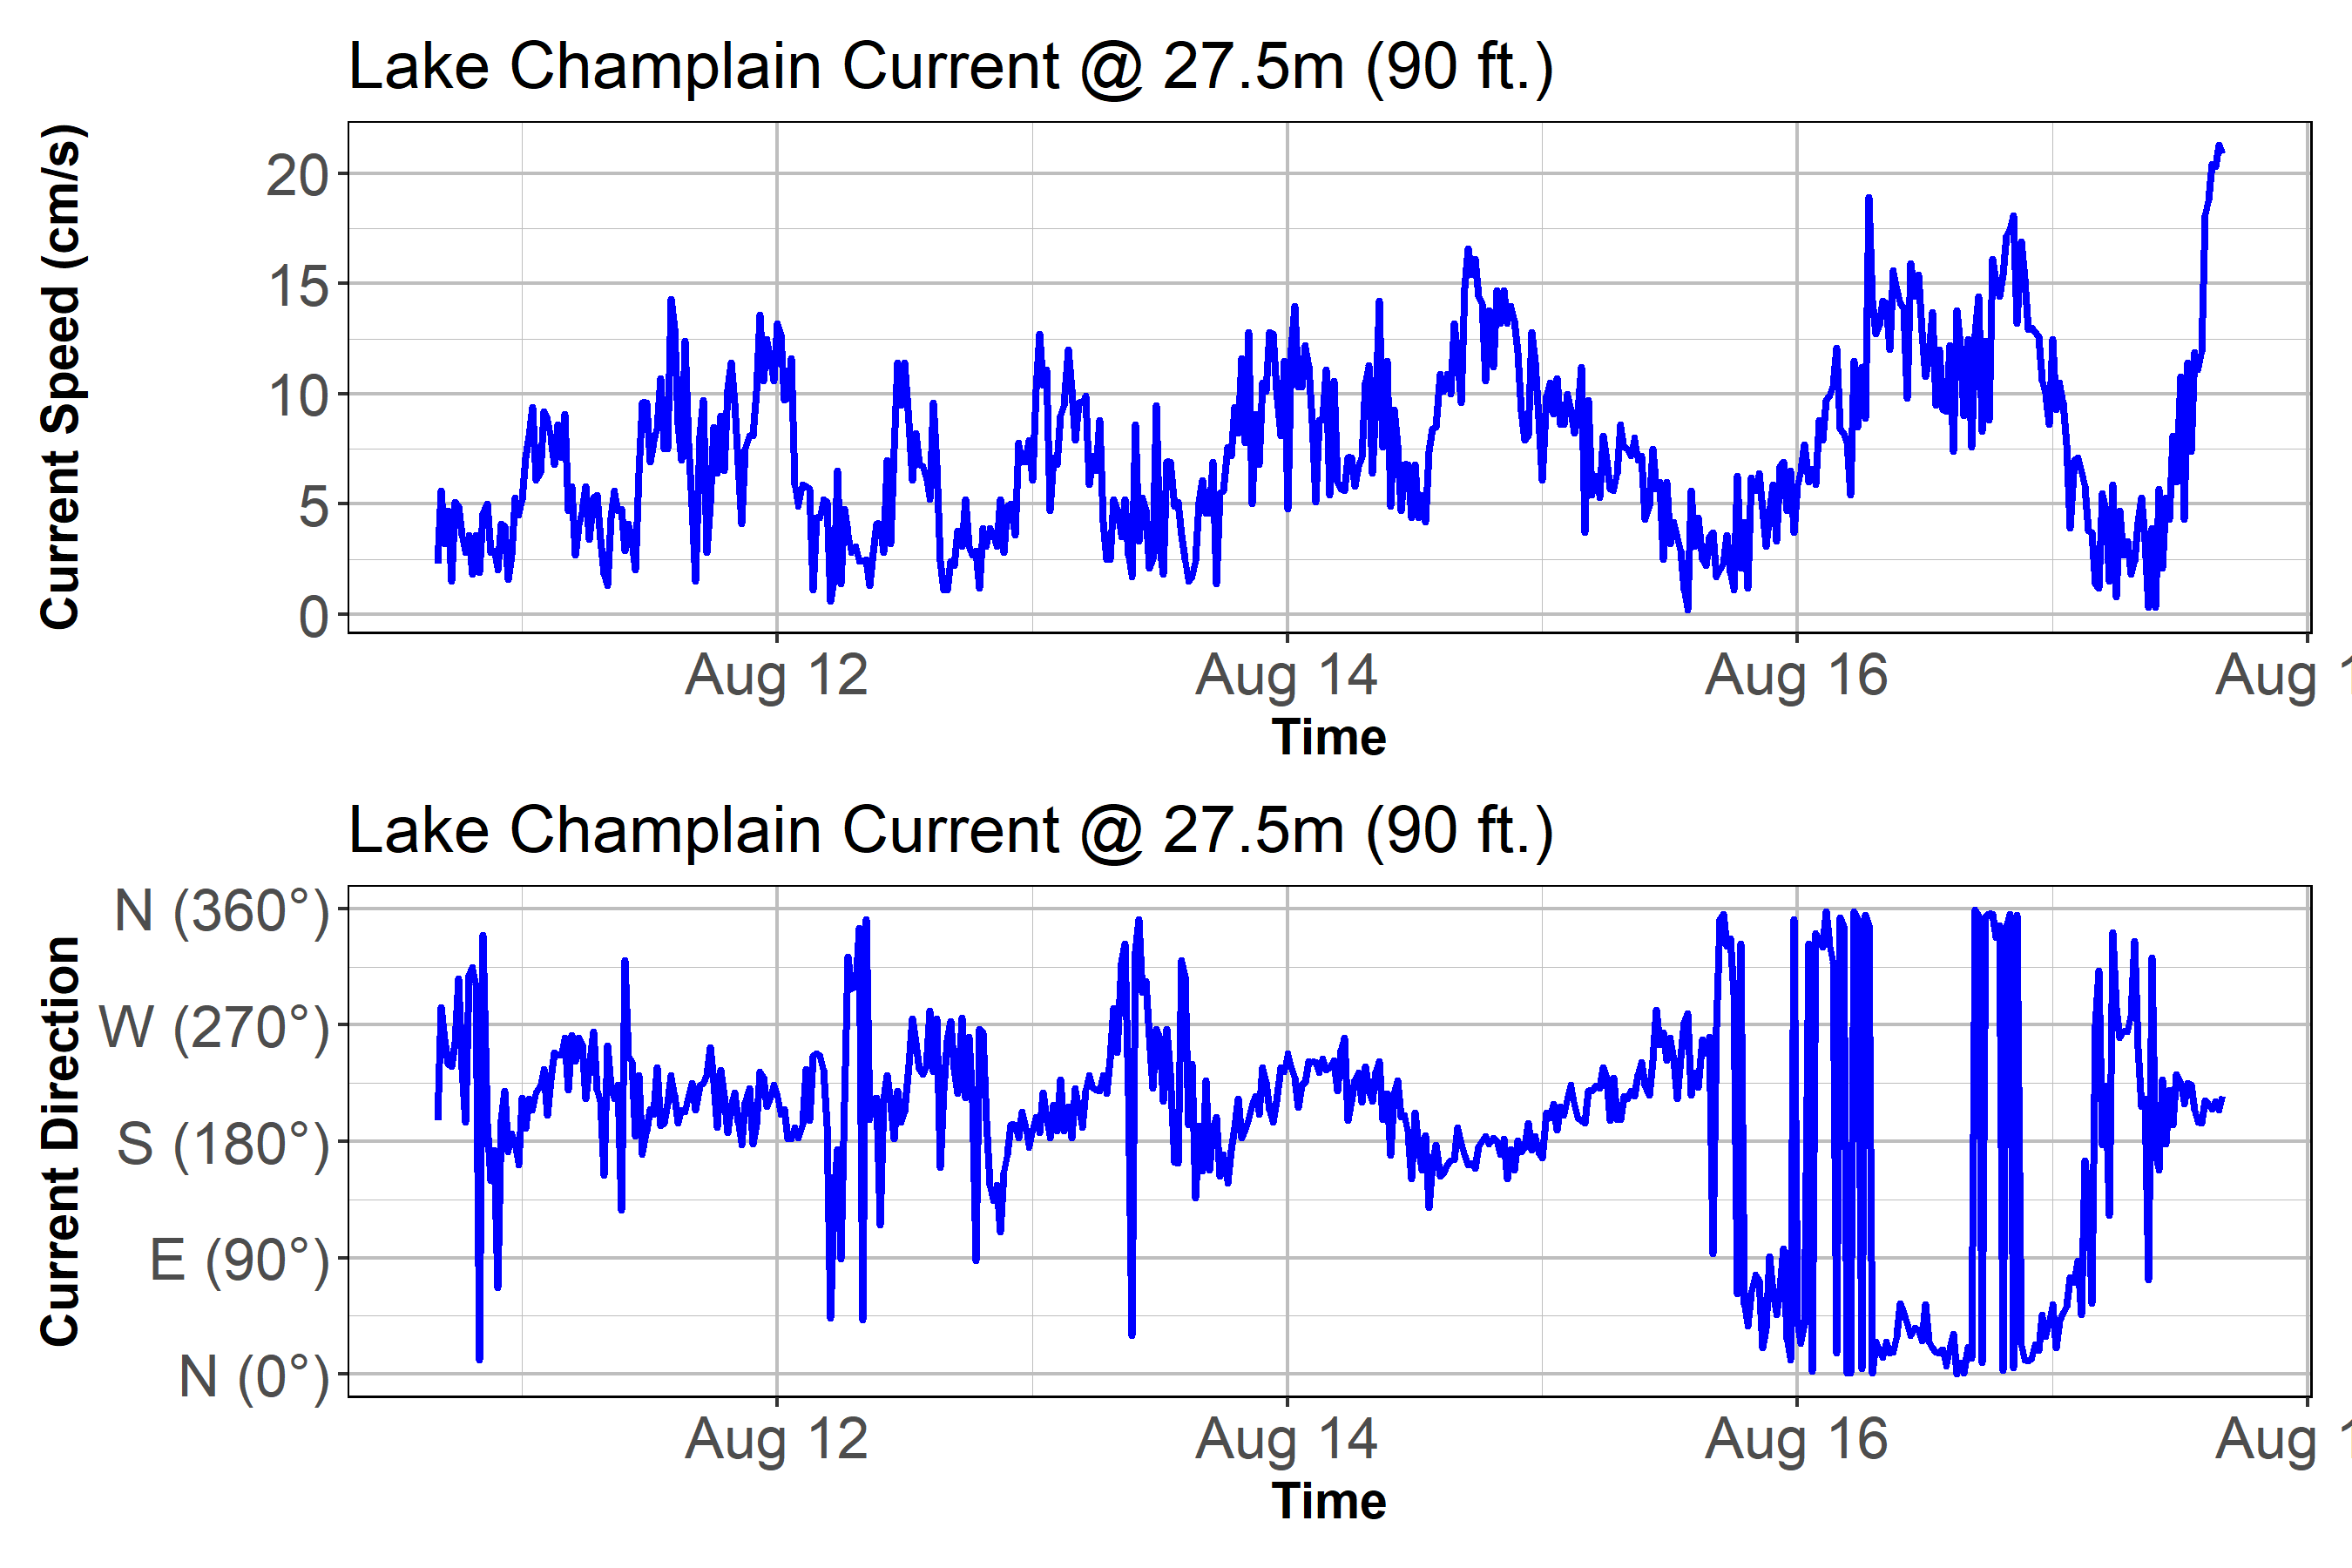 Lake Champlain Current @ 27.5m (90 ft.)
Current Speed (cm/s)
20
15
10
5
0
Aug 12 Aug 14 Aug 16 Aug 1
Time
Lake Champlain Current @ 27.5m (90 ft.)
Current Direction
N (360°)
W (270°)
S (180°)
E (90°)
N (0°)
Aug 12 Aug 14 Aug 16 Aug 1
Time